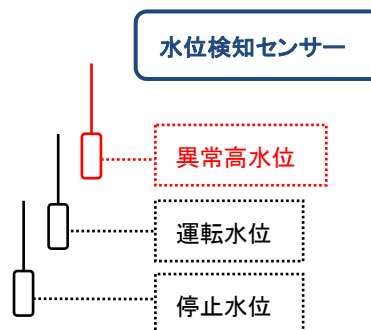 水位検知センサー
異常高水位
運転水位
停止水位